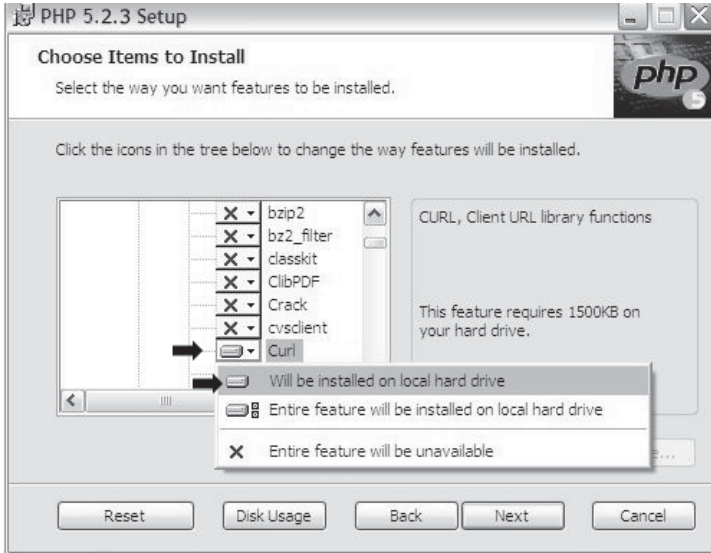 PHP 5.2.3 Setup
Choose Items to Install
Select the way you want features to be installed.
php
5
Click the icons in the tree below to change the way features will be installed.
bzip2
bz2_filter
classkit
ClibPDF
Crack
cvsclient
Curl
CURL, Client URL library functions
This feature requires 1500KB on
your hard drive.
Will be installed on local hard drive
Entire feature will be installed on local hard drive
Entire feature will be unavailable
Reset
Disk Usage
Back
Next
Cancel